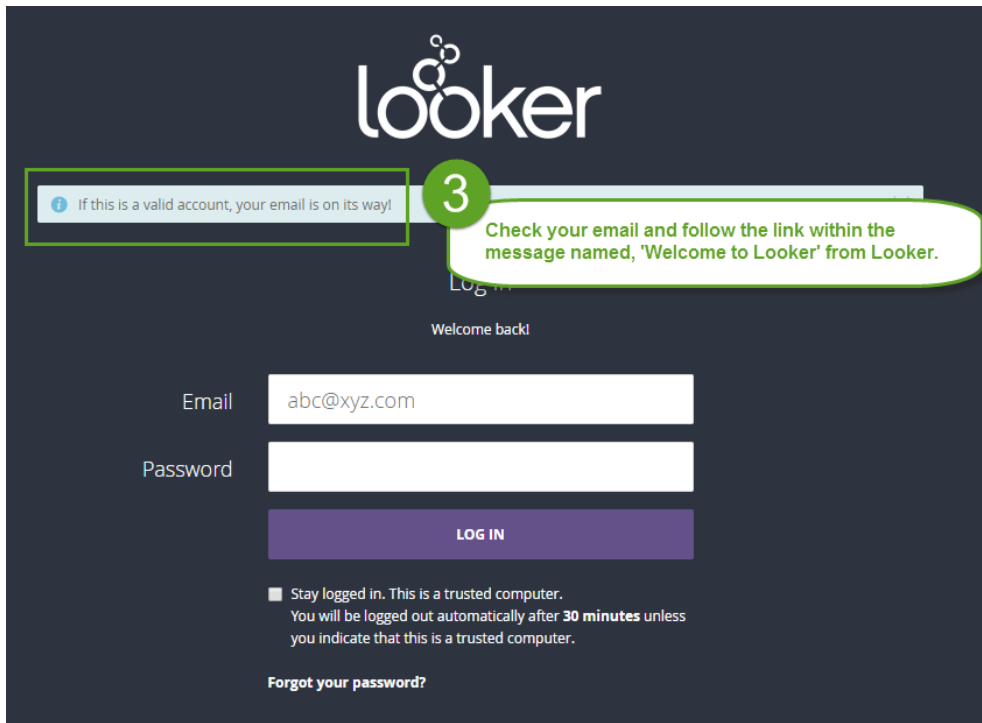 looker
If this is a valid account, your email is on its way!
3
Check your email and follow the link within the
message named, 'Welcome to Looker' from Looker.
Log in
Welcome back!
Email
abc@xyz.com
Password
LOG IN
Stay logged in. This is a trusted computer.
You will be logged out automatically after 30 minutes unless
you indicate that this is a trusted computer.
Forgot your password?